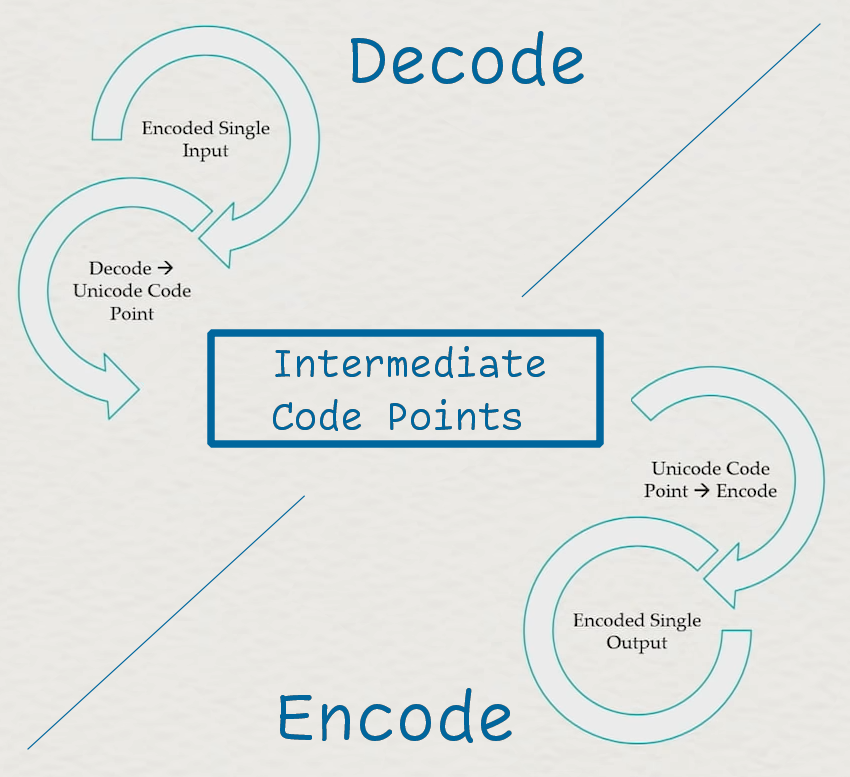 Decode
Encoded Single
Input
Decode →
Unicode Code
Point
Intermediate
Code Points
Unicode Code
Point → Encode
Encoded Single
Output
Encode